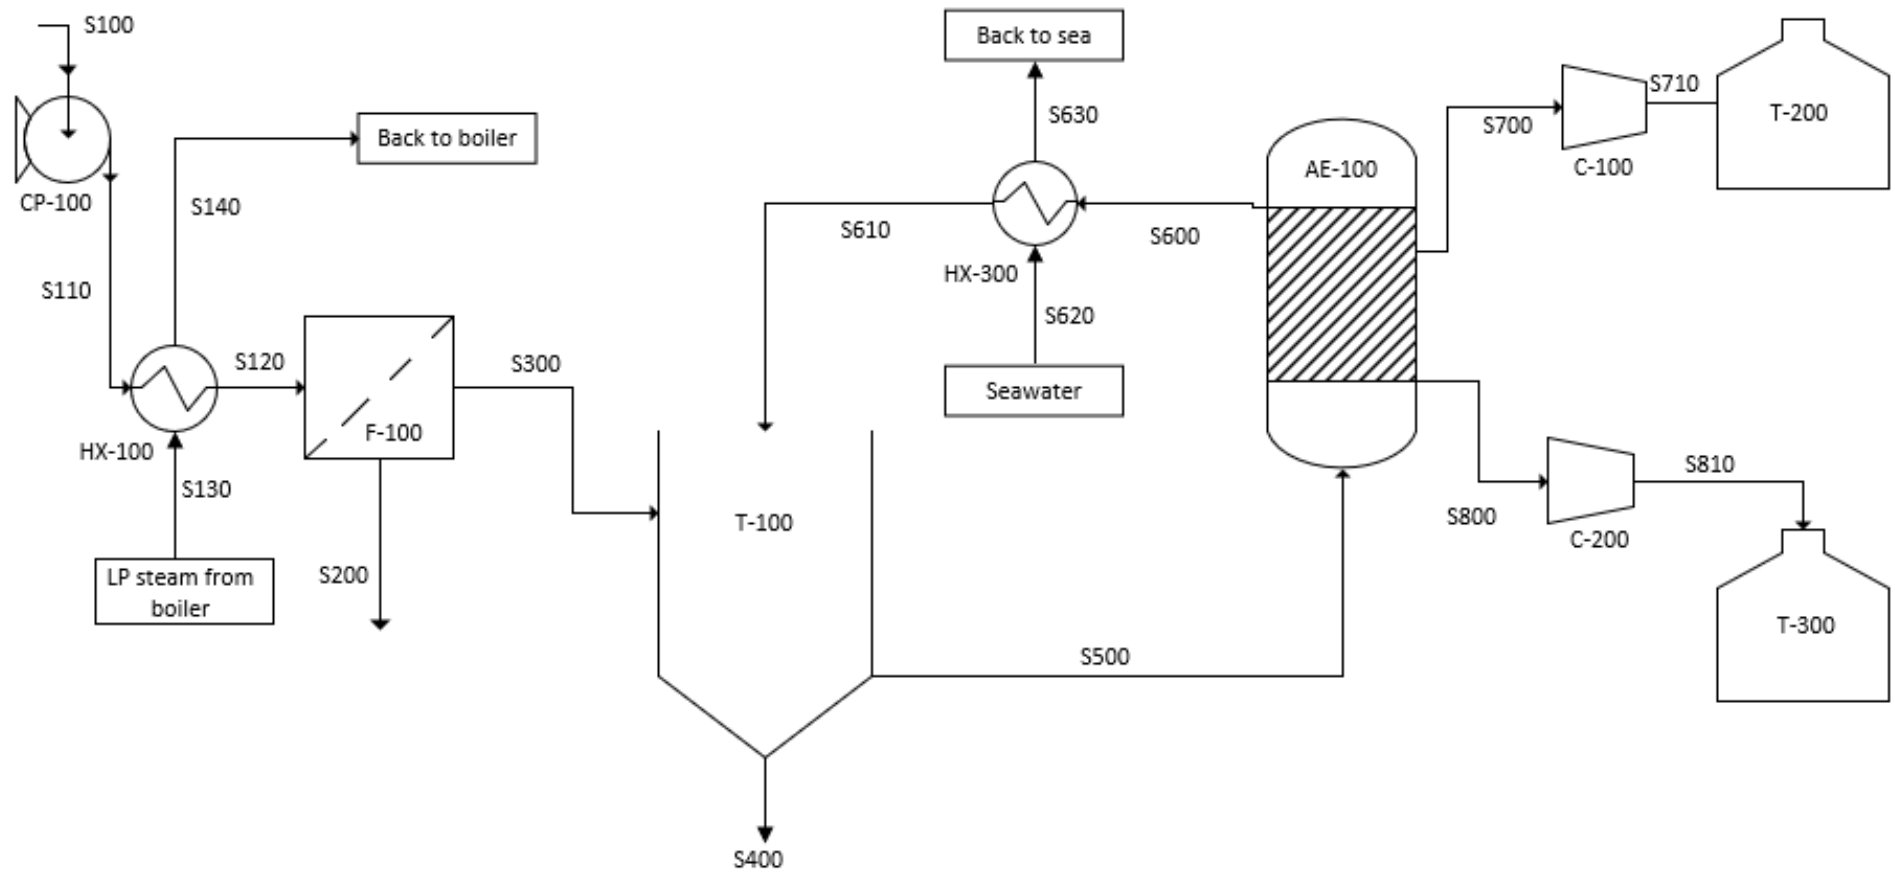 S100
CP-100
S110
S140
Back to boiler
S120
HX-100
S130
LP steam from
boiler
F-100
S200
S300
T-100
S400
S500
Back to sea
S630
S610
S600
HX-300
S620
Seawater
AE-100
S700
C-100
S710
T-200
S800
C-200
S810
T-300